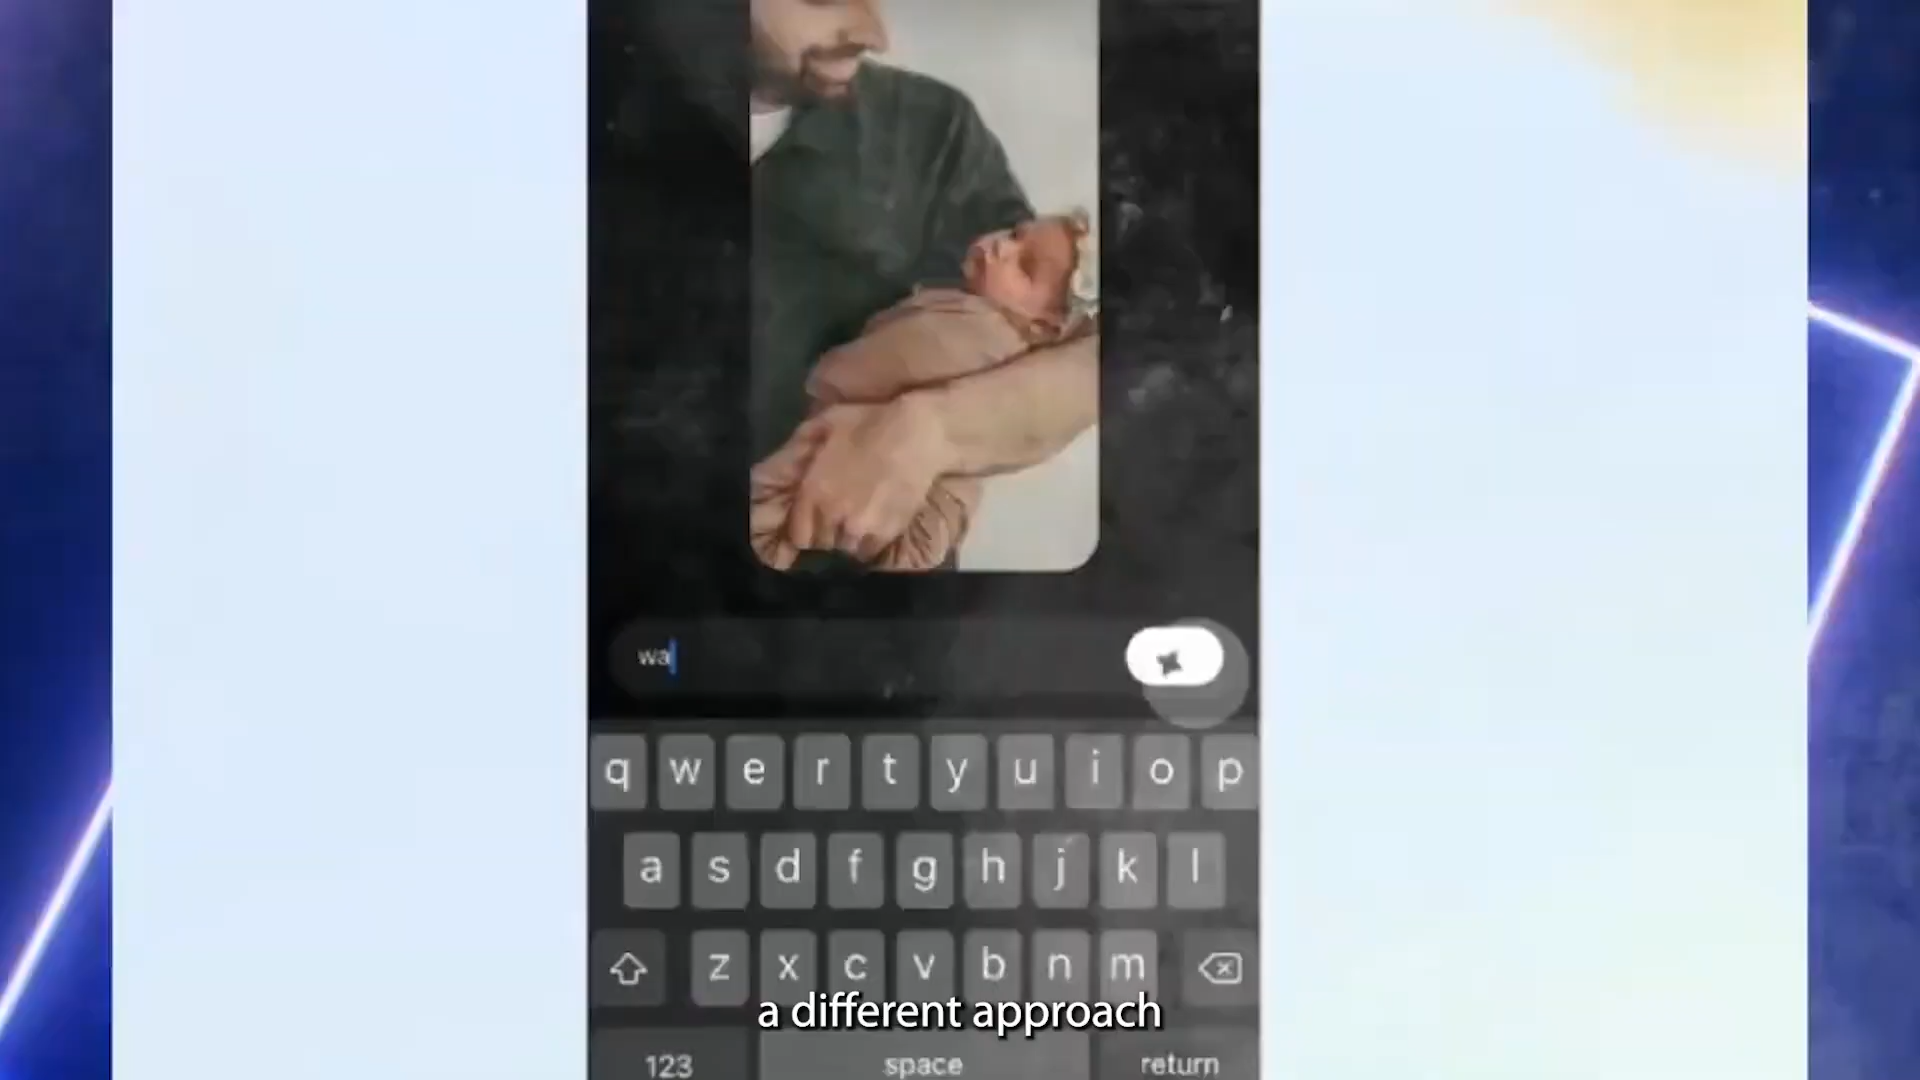 wa
q w e r t y u i o p
a s d f g h j k l
z x c v b n m
a different approach
123 space return